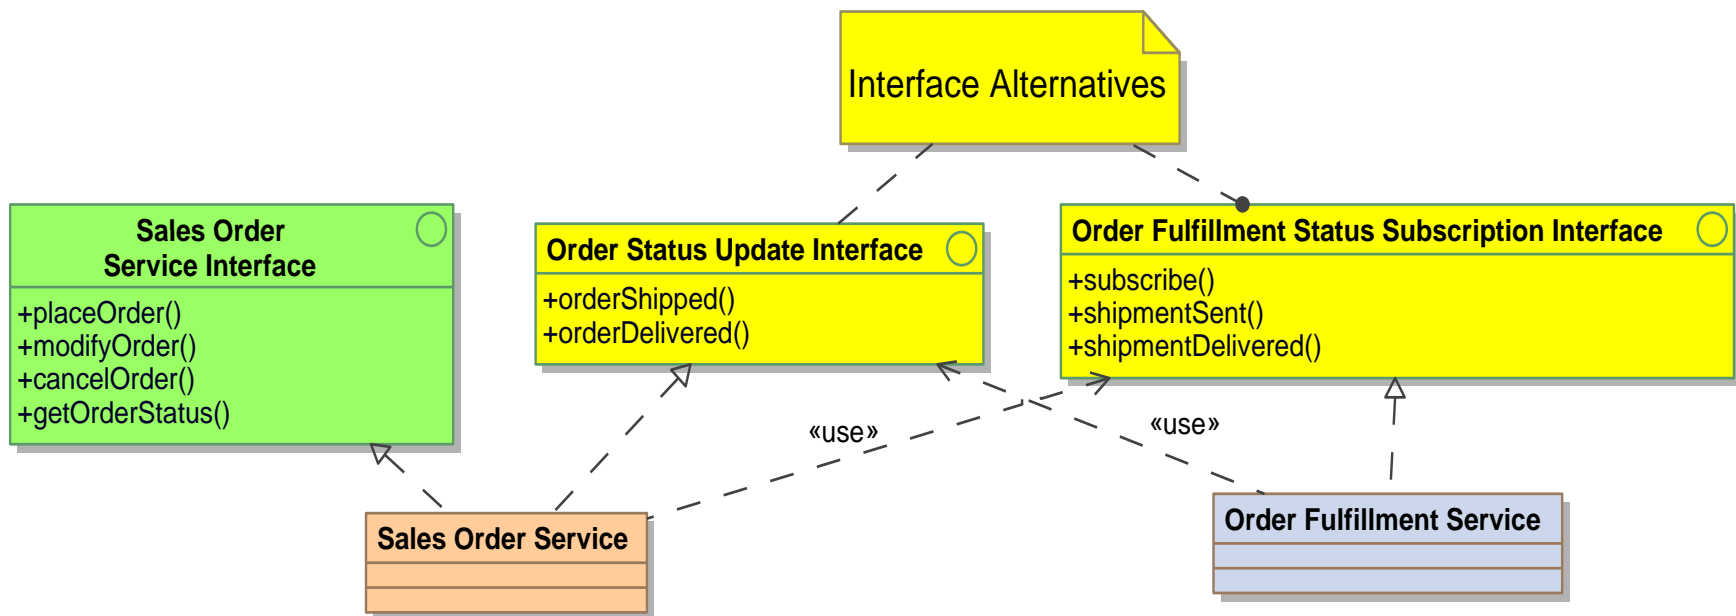 Interface Alternatives
Sales Order
Service Interface
+placeOrder()
+modifyOrder()
+cancelOrder()
+getOrderStatus()
Order Status Update Interface
+orderShipped()
+orderDelivered()
Order Fulfillment Status Subscription Interface
+subscribe()
+shipmentSent()
+shipmentDelivered()
«use»
«use»
Sales Order Service
Order Fulfillment Service